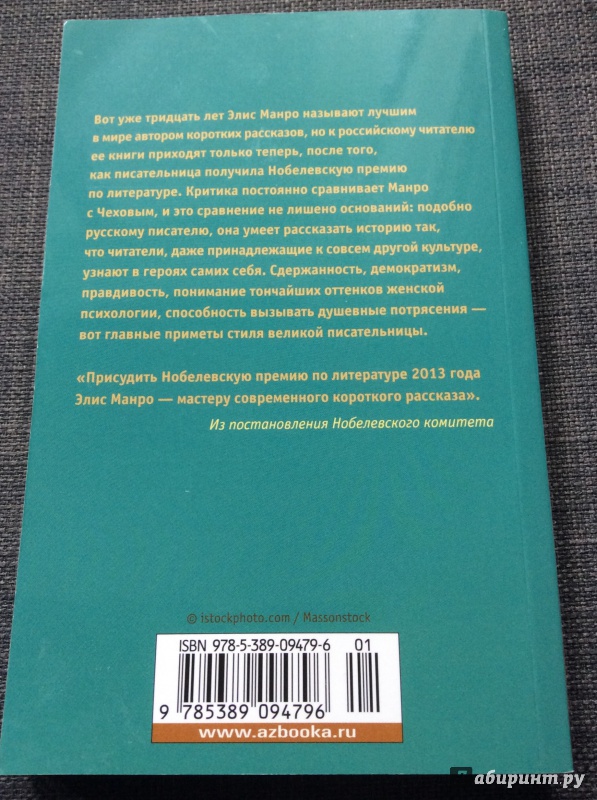 Вот уже тридцать лет Элис Манро называют лучшим
в мире автором коротких рассказов, но к российскому читателю
ее книги приходят только теперь, после того,
как писательница получила Нобелевскую премию
по литературе. Критика постоянно сравнивает Манро
с Чеховым, и это сравнение не лишено оснований: подобно
русскому писателю, она умеет рассказать историю так,
что читатели, даже принадлежащие к совсем другой культуре,
узнают в героях самих себя. Сдержанность, демократизм,
правдивость, понимание тончайших оттенков женской
психологии, способность вызывать душевные потрясения —
вот главные приметы стиля великой писательницы.
«Присудить Нобелевскую премию по литературе 2013 года
Элис Манро — мастеру современного короткого рассказа».
Из постановления Нобелевского комитета
© istockphoto.com / Massonstock
ISBN 978-5-389-09479-6 01
9 785389 094796
www.azbooka.ru
Лабиринт.ру